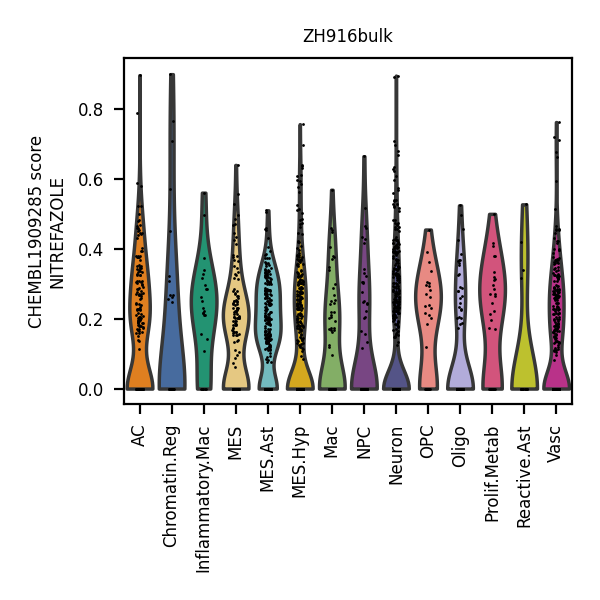 ZH916bulk
CHEMBL1909285 score
NITREFAZOLE
0.8
0.6
0.4
0.2
0.0
AC
Chromatin.Reg
Inflammatory.Mac
MES
MES.Ast
MES.Hyp
Mac
NPC
Neuron
OPC
Oligo
Prolif.Metab
Reactive.Ast
Vasc